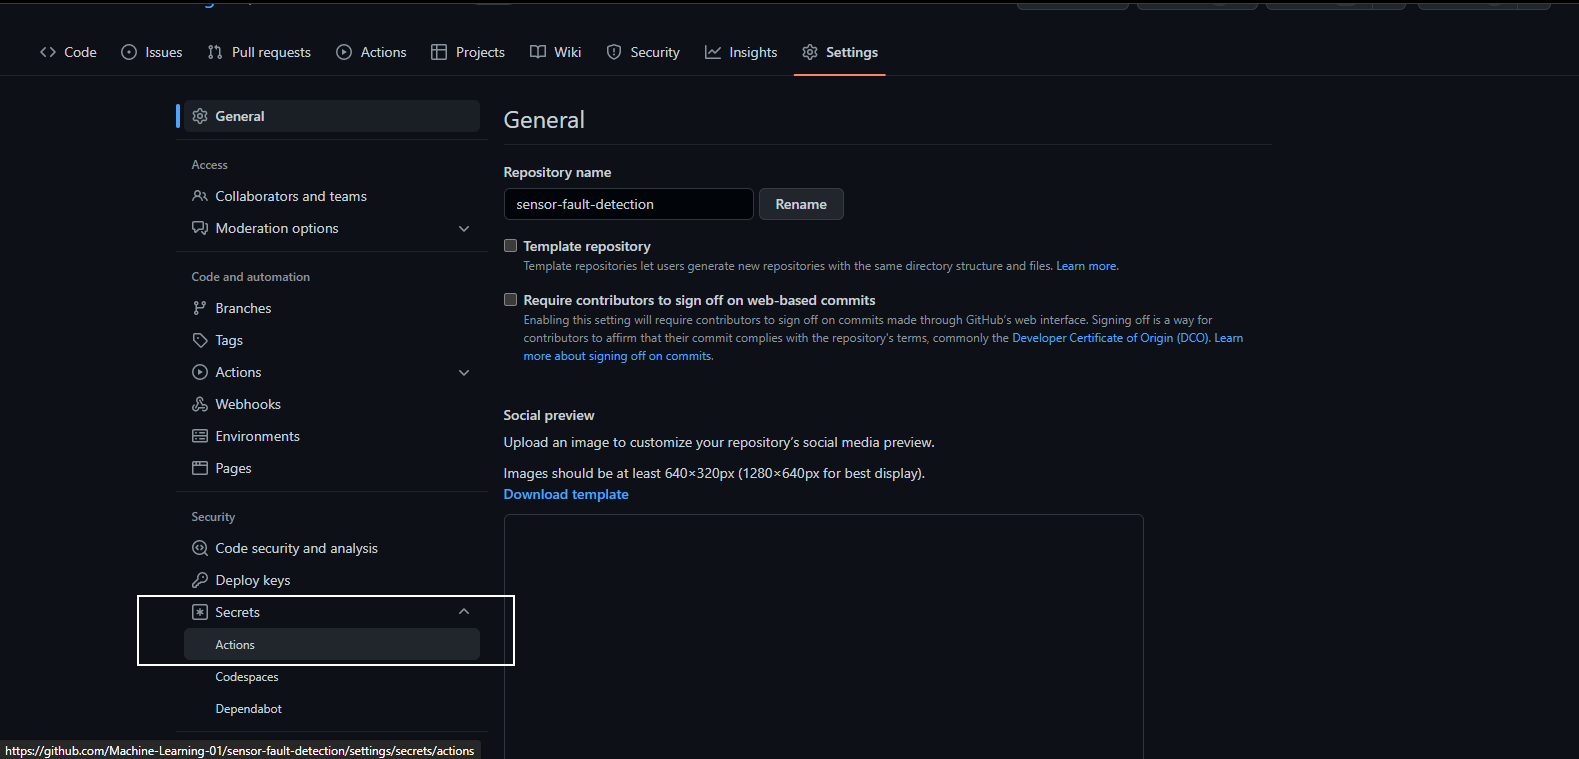 Code Issues Pull requests Actions Projects Wiki Security Insights Settings
General
Access
Collaborators and teams
Moderation options
Code and automation
Branches
Tags
Actions
Webhooks
Environments
Pages
Security
Code security and analysis
Deploy keys
Secrets
Actions
Codespaces
Dependabot
General
Repository name
sensor-fault-detection Rename
Template repository
Template repositories let users generate new repositories with the same directory structure and files. Learn more.
Require contributors to sign off on web-based commits
Enabling this setting will require contributors to sign off on commits made through GitHub's web interface. Signing off is a way for
contributors to affirm that their commit complies with the repository's terms, commonly the Developer Certificate of Origin (DCO). Learn
more about signing off on commits.
Social preview
Upload an image to customize your repository's social media preview.
Images should be at least 640×320px (1280×640px for best display).
Download template
https://github.com/Machine-Learning-01/sensor-fault-detection/settings/secrets/actions